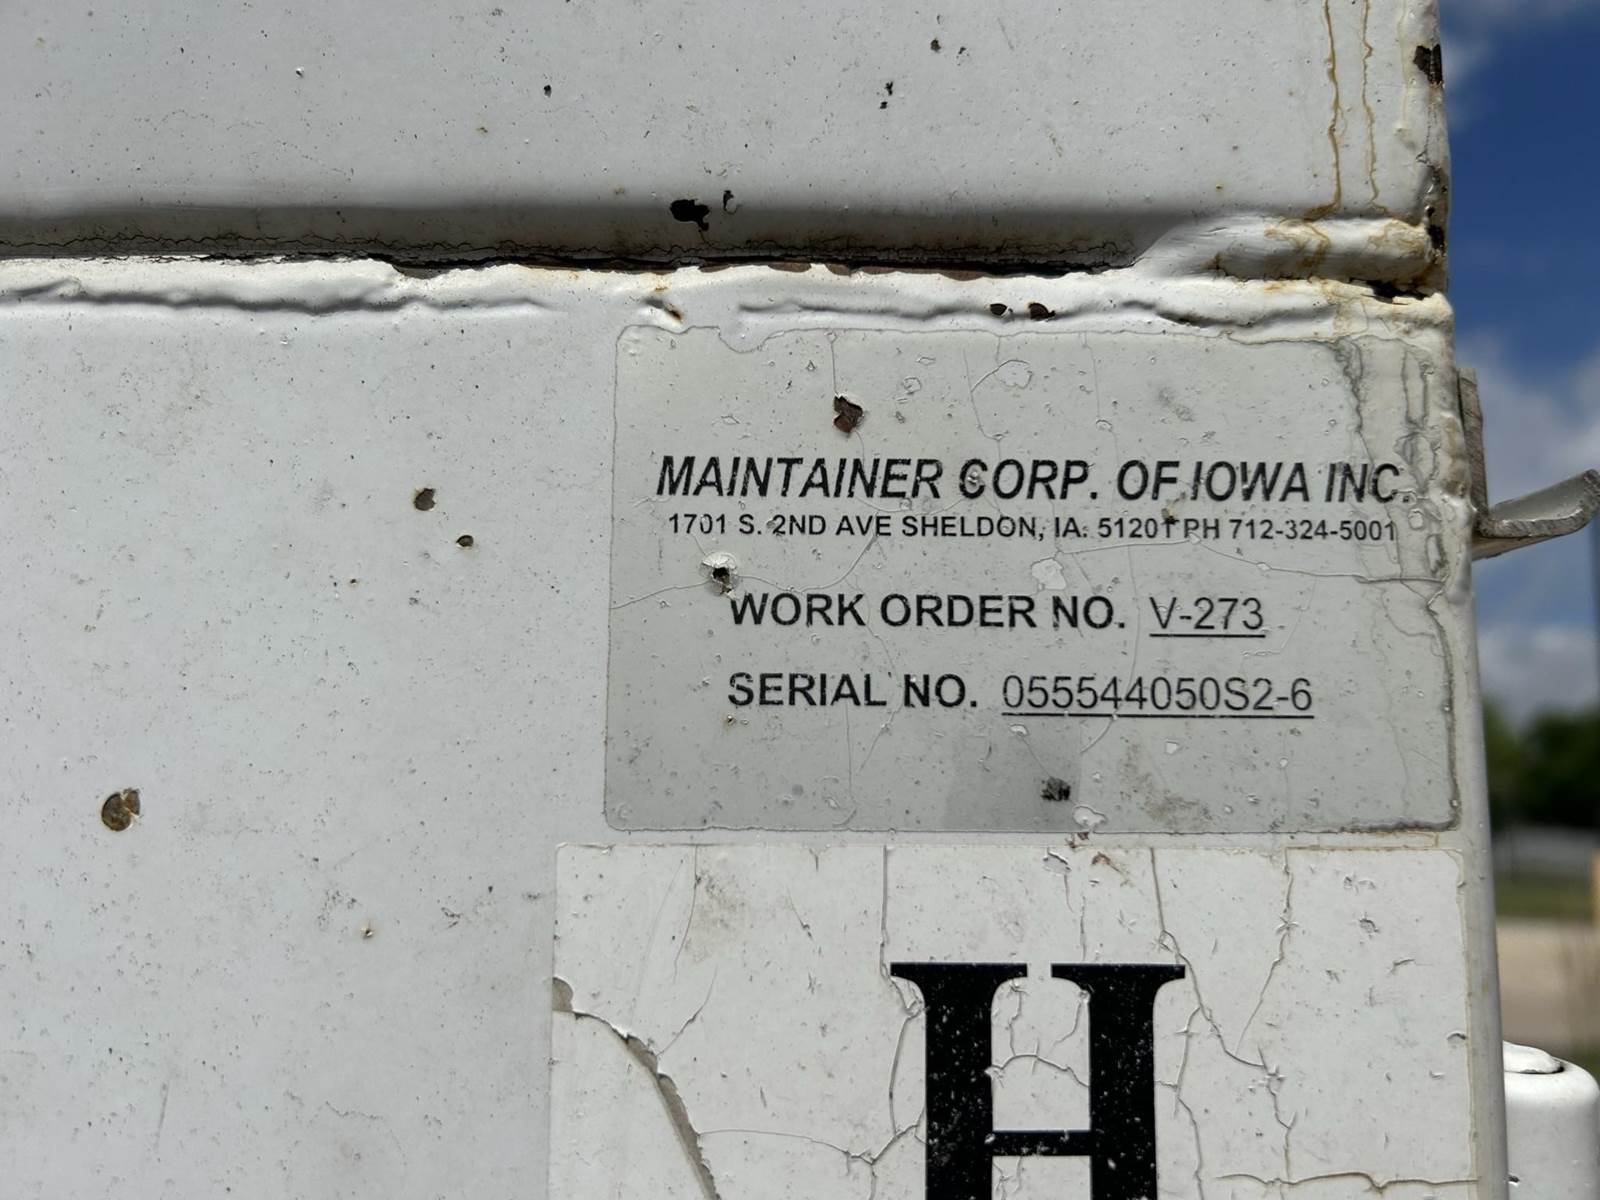 MAINTAINER CORP. OF IOWA INC.
1701 S. 2ND AVE SHELDON, IA. 51201 PH 712-324-5001
WORK ORDER NO. V-273
SERIAL NO. 055544050S2-6
H